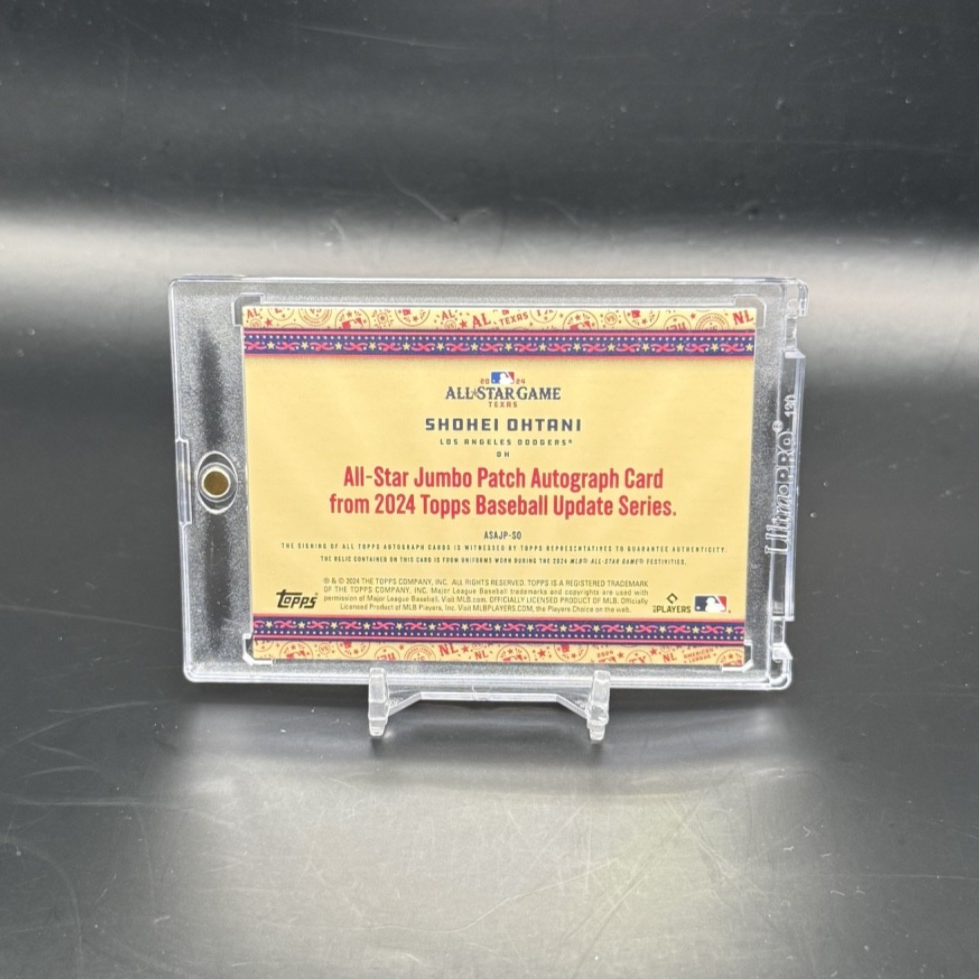 AL
AL
TEXAS
NL
2024
ALL★STAR GAME
TEXAS
SHOHEI OHTANI
LOS ANGELES DODGERS®
DH
All-Star Jumbo Patch Autograph Card
from 2024 Topps Baseball Update Series.
ASAJP-SO
THE SIGNING OF ALL TOPPS AUTOGRAPH CARDS IS WITNESSED BY TOPPS REPRESENTATIVES TO GUARANTEE AUTHENTICITY.
THE RELIC CONTAINED ON THIS CARD IS FROM UNIFORMS WORN DURING THE 2024 MLB® ALL-STAR GAME® FESTIVITIES.
® & © 2024 THE TOPPS COMPANY, INC. ALL RIGHTS RESERVED. TOPPS IS A REGISTERED TRADEMARK
OF THE TOPPS COMPANY, INC. Major League Baseball trademarks and copyrights are used with
permission of Major League Baseball. Visit MLB.com. OFFICIALLY LICENSED PRODUCT OF MLB. Officially
Licensed Product of MLB Players, Inc. Visit MLBPLAYERS.COM, the Players Choice on the web.
topps
PLAYERS
NL
NL
UltraPRO® 130